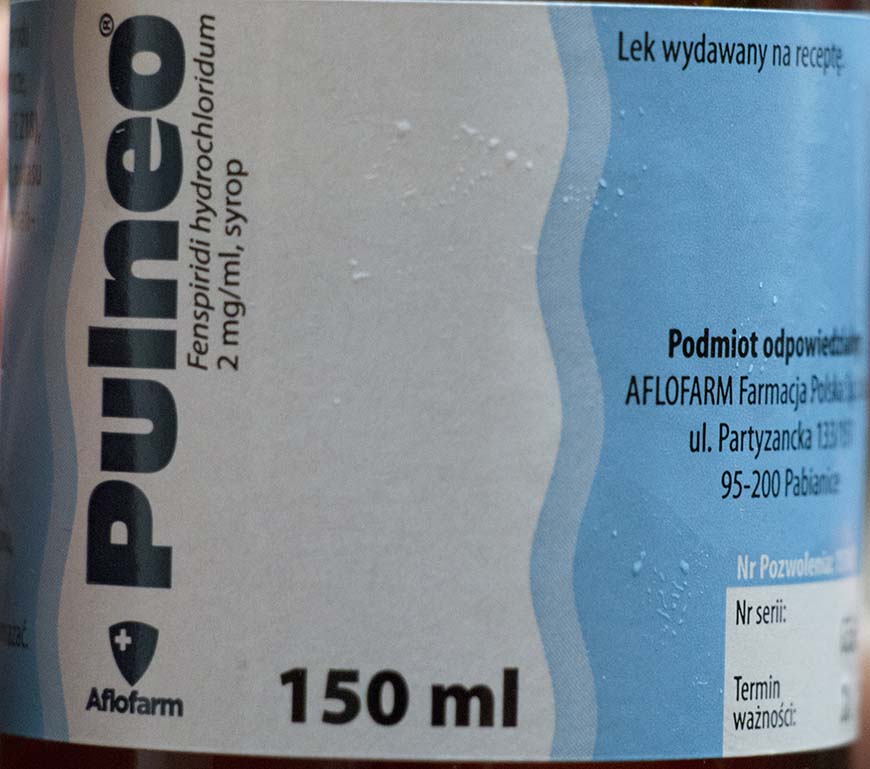 Pulneo®
Fenspiridi hydrochloridum
2 mg/ml, syrop
Aflofarm
150 ml
Lek wydawany na receptę.
Podmiot odpowiedzialny
AFLOFARM Farmacja Polska
ul. Partyzancka
95-200 Pabianice
Nr Pozwolenia:
Nr serii:
Termin
ważności: